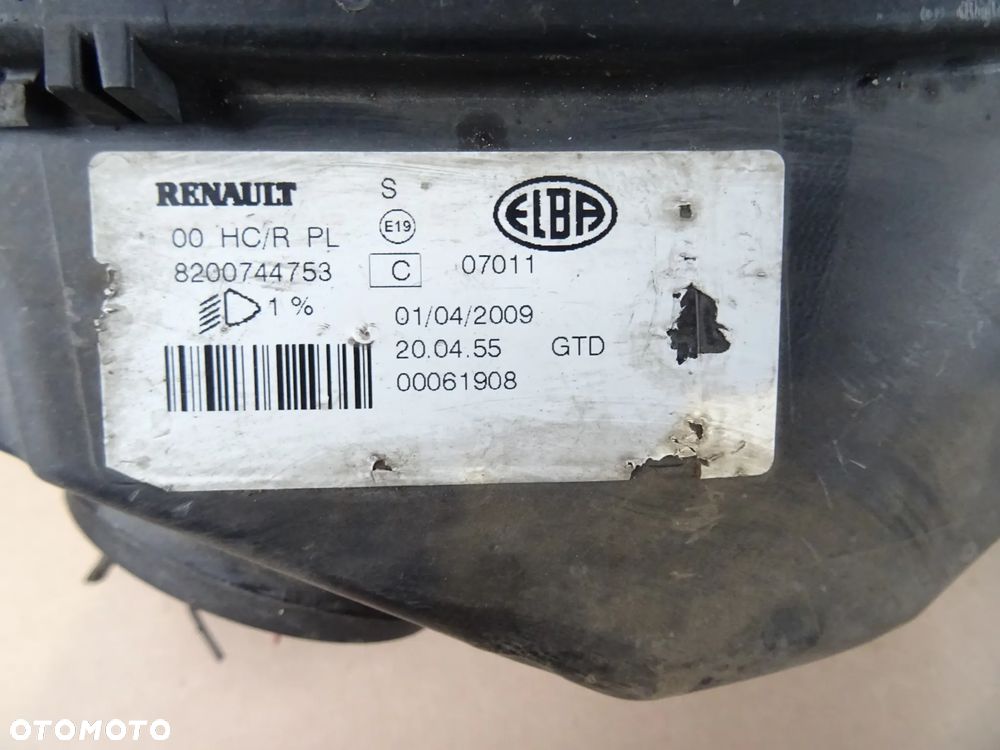 RENAULT S ELBA
00 HC/R PL E19
8200744753 C 07011
1 % 01/04/2009
20.04.55 GTD
00061908
OTOMOTO